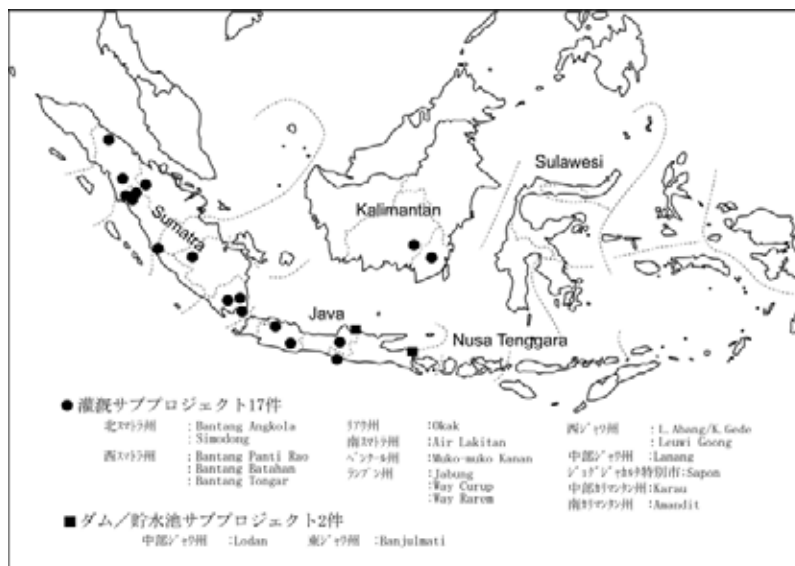 Sulawesi
Kalimantan
Sumatra
Java
Nusa Tenggara
●灌漑サブプロジェクト17件
北スマトラ州 :Bantang Angkola
:Simodong
西スマトラ州 :Bantang Panti Rao
:Bantang Bataham
:Bantang Tongar
リアウ州 :Okak
南スマトラ州 :Air Lakitan
ベンクール州 :Muko-muko Kanan
ランプン州 :Jabung
:Way Curup
:Way Rarem
西ジャワ州 :L.Abang/K.Gede
:Leuwi Goong
中部ジャワ州 :Lanang
ジョグジャカルタ特別市:Sapon
中部カリマンタン州:Karau
南カリマンタン州 :Amandit
■ダム/貯水池サブプロジェクト2件
中部ジャワ州 :Lodan 東ジャワ州 :Banjulmati